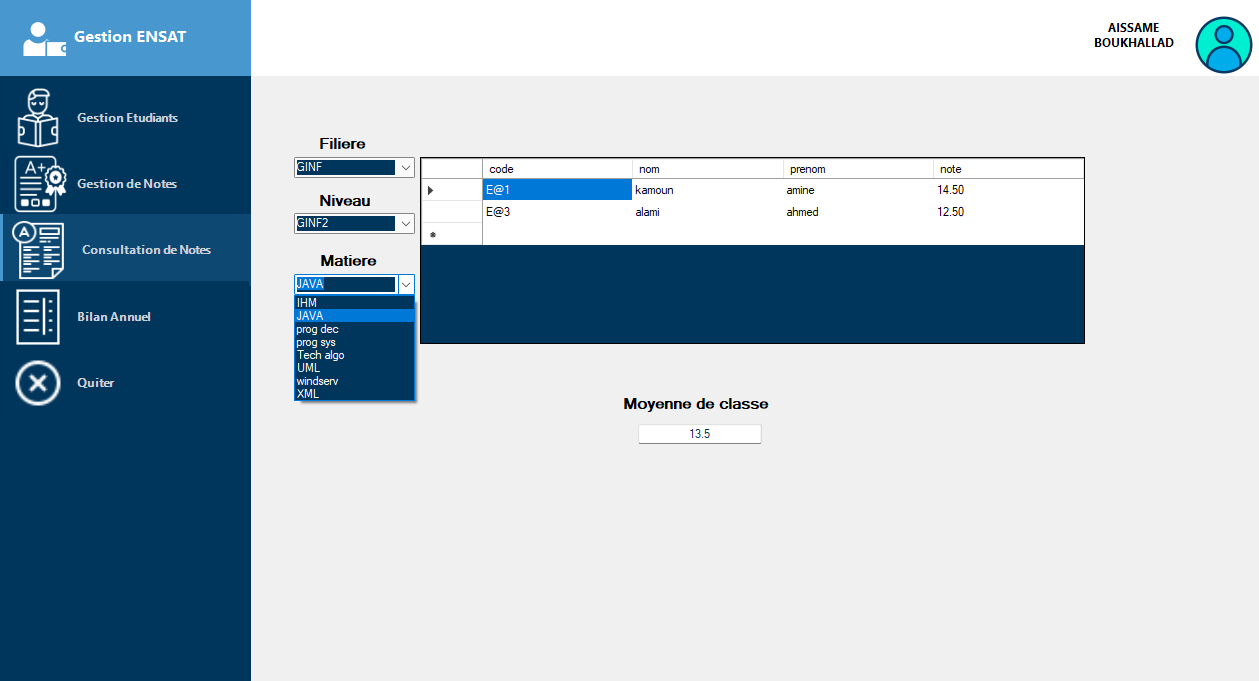 Gestion ENSAT
AISSAME
BOUKHALLAD
Gestion Etudiants
A+
Gestion de Notes
A
Consultation de Notes
Bilan Annuel
Quiter
Filiere
GINF
Niveau
GINF2
Matiere
JAVA
IHM
JAVA
prog dec
prog sys
Tech algo
UML
windserv
XML
code nom prenom note
E@1 kamoun amine 14.50
E@3 alami ahmed 12.50
Moyenne de classe
13.5